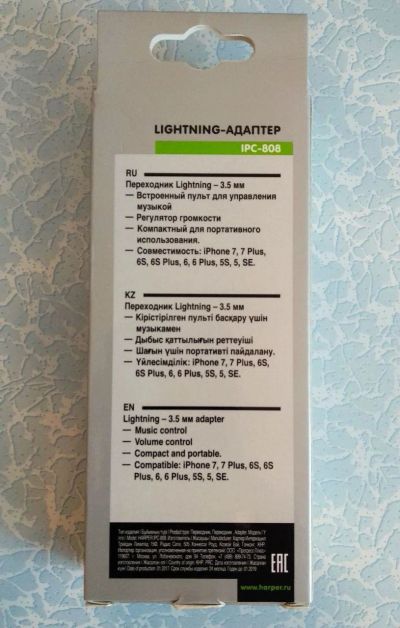 LIGHTNING-АДАПТЕР
IPC-808
RU
Переходник Lightning – 3.5 мм
— Встроенный пульт для управления
музыкой
— Регулятор громкости
— Компактный для портативного
использования.
— Совместимость: iPhone 7, 7 Plus,
6S, 6S Plus, 6, 6 Plus, 5S, 5, SE.
KZ
Переходник Lightning – 3.5 мм
— Кірістірілген пульті басқару үшін
музыкамен
— Дыбыс қаттылығын реттеуіші
— Шағын үшін портативті пайдалану.
— Үйлесімділік: iPhone 7, 7 Plus, 6S,
6S Plus, 6, 6 Plus, 5S, 5, SE.
EN
Lightning – 3.5 мм adapter
— Music control
— Volume control
— Compact and portable.
— Compatible: iPhone 7, 7 Plus, 6S, 6S
Plus, 6, 6 Plus, 5S, 5, SE.
EAC
www.harper.ru